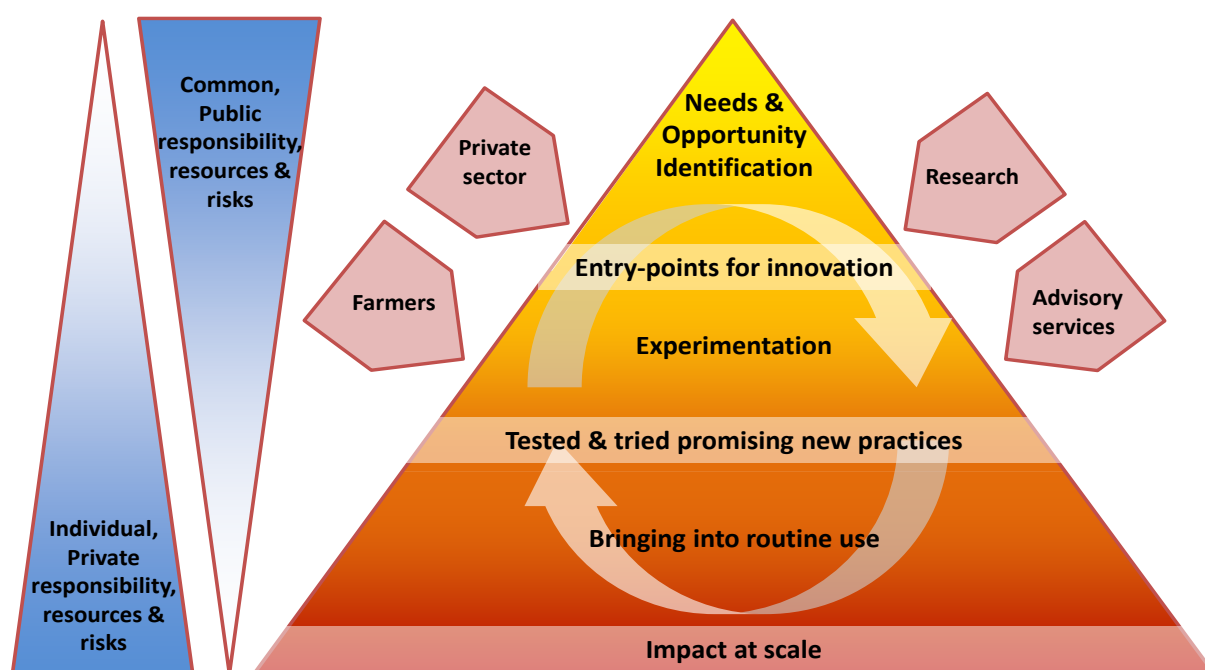 Common,
Public
responsibility,
resources &
risks
Individual,
Private
responsibility,
resources &
risks
Private
sector
Farmers
Needs &
Opportunity
Identification
Entry-points for innovation
Experimentation
Tested & tried promising new practices
Bringing into routine use
Impact at scale
Research
Advisory
services